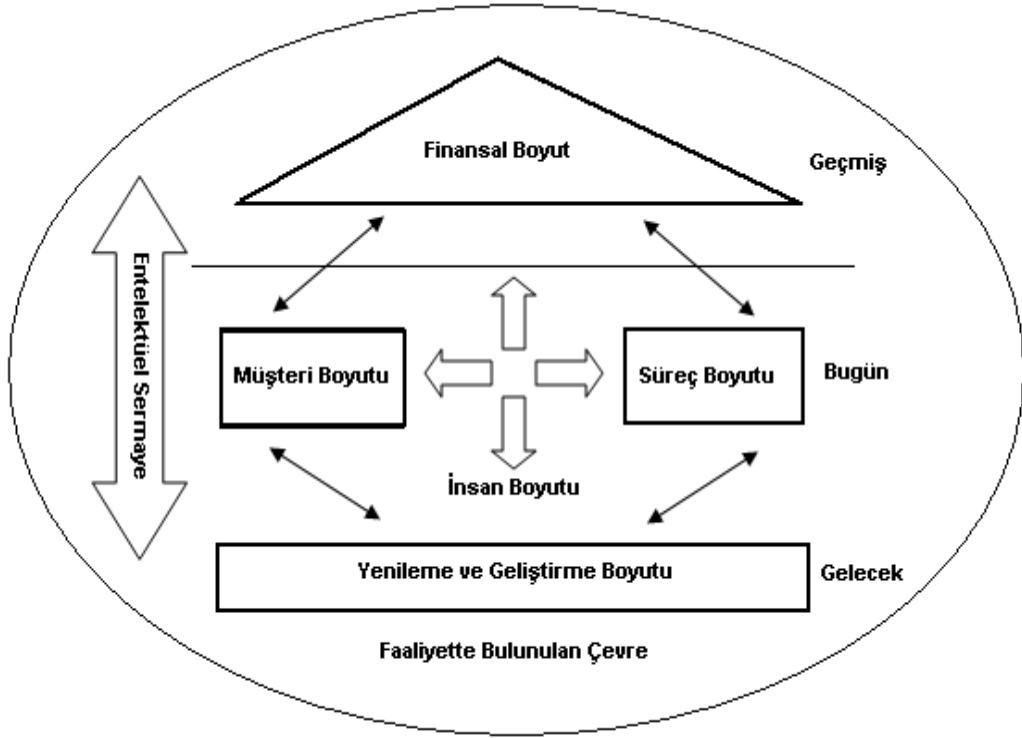 Finansal Boyut
Geçmiş
Entelektüel Sermaye
Müşteri Boyutu
Süreç Boyutu
Bugün
İnsan Boyutu
Yenileme ve Geliştirme Boyutu
Gelecek
Faaliyette Bulunulan Çevre